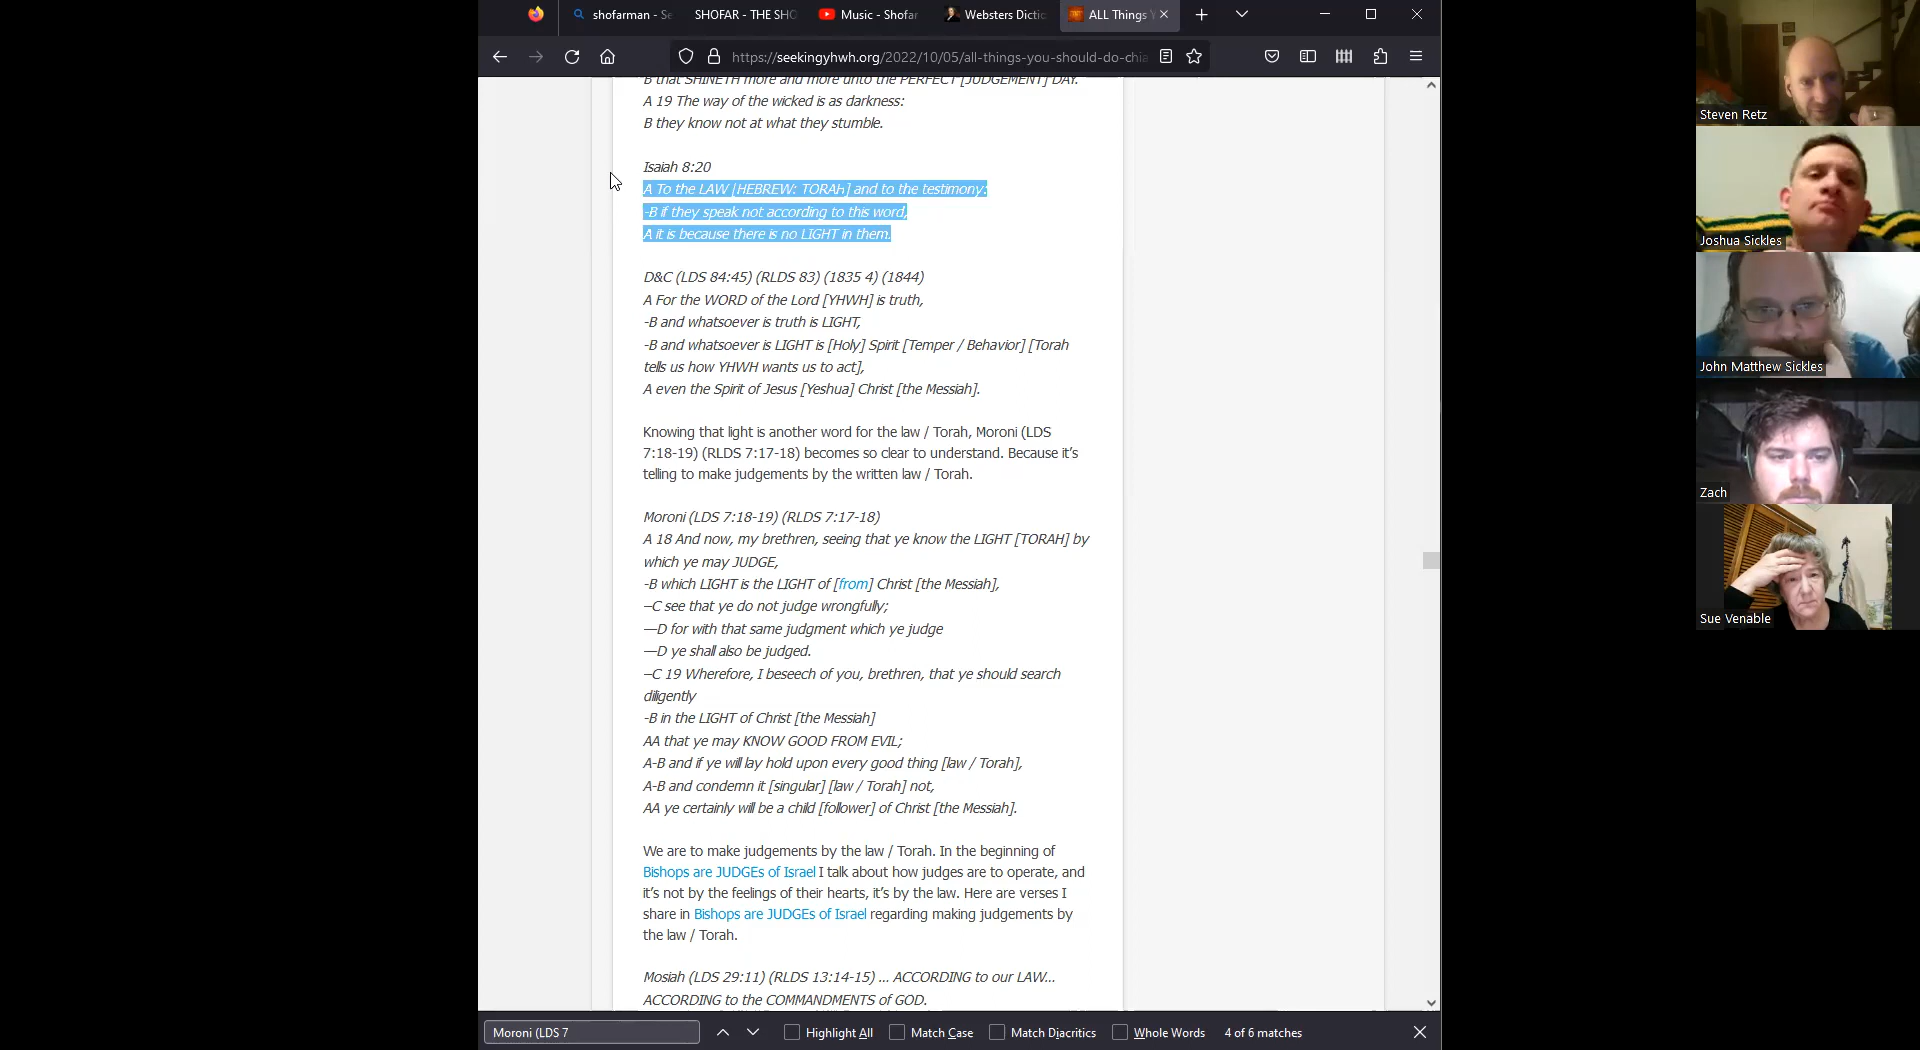 shofarman - Se
SHOFAR - THE SHO
Music - Shofar
Websters Dictio
ALL Things Y
https://seekingyhwh.org/2022/10/05/all-things-you-should-do-chia
B that SHINETH more and more unto the PERFECT [JUDGEMENT] DAY.
A 19 The way of the wicked is as darkness:
B they know not at what they stumble.
Isaiah 8:20
A To the LAW [HEBREW: TORAH] and to the testimony:
-B if they speak not according to this word,
A it is because there is no LIGHT in them.
D&C (LDS 84:45) (RLDS 83) (1835 4) (1844)
A For the WORD of the Lord [YHWH] is truth,
-B and whatsoever is truth is LIGHT,
-B and whatsoever is LIGHT is [Holy] Spirit [Temper / Behavior] [Torah
tells us how YHWH wants us to act],
A even the Spirit of Jesus [Yeshua] Christ [the Messiah].
Knowing that light is another word for the law / Torah, Moroni (LDS
7:18-19) (RLDS 7:17-18) becomes so clear to understand. Because it's
telling to make judgements by the written law / Torah.
Moroni (LDS 7:18-19) (RLDS 7:17-18)
A 18 And now, my brethren, seeing that ye know the LIGHT [TORAH] by
which ye may JUDGE,
-B which LIGHT is the LIGHT of [from] Christ [the Messiah],
–C see that ye do not judge wrongfully;
—D for with that same judgment which ye judge
—D ye shall also be judged.
–C 19 Wherefore, I beseech of you, brethren, that ye should search
diligently
-B in the LIGHT of Christ [the Messiah]
AA that ye may KNOW GOOD FROM EVIL;
A-B and if ye will lay hold upon every good thing [law / Torah],
A-B and condemn it [singular] [law / Torah] not,
AA ye certainly will be a child [follower] of Christ [the Messiah].
We are to make judgements by the law / Torah. In the beginning of
Bishops are JUDGEs of Israel I talk about how judges are to operate, and
it's not by the feelings of their hearts, it's by the law. Here are verses I
share in Bishops are JUDGEs of Israel regarding making judgements by
the law / Torah.
Mosiah (LDS 29:11) (RLDS 13:14-15) ... ACCORDING to our LAW...
ACCORDING to the COMMANDMENTS of GOD.
Moroni (LDS 7
Highlight All
Match Case
Match Diacritics
Whole Words
4 of 6 matches
Steven Retz
Joshua Sickles
John Matthew Sickles
Zach
Sue Venable